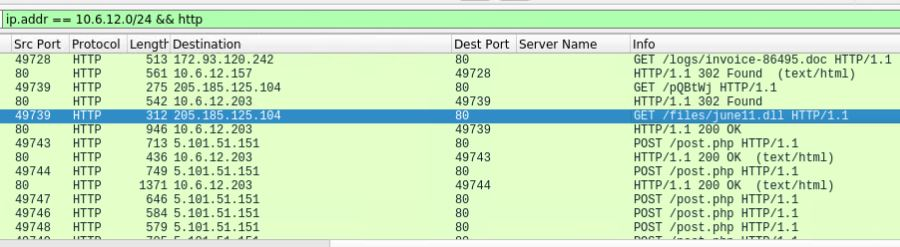 ip.addr == 10.6.12.0/24 && http
Src Port Protocol Length Destination Dest Port Server Name Info
49728 HTTP 513 172.93.120.242 80 GET /logs/invoice-86495.doc HTTP/1.1
80 HTTP 561 10.6.12.157 49728 HTTP/1.1 302 Found (text/html)
49739 HTTP 275 205.185.125.104 80 GET /pQBtWj HTTP/1.1
80 HTTP 542 10.6.12.203 49739 HTTP/1.1 302 Found
49739 HTTP 312 205.185.125.104 80 GET /files/june11.dll HTTP/1.1
80 HTTP 946 10.6.12.203 49739 HTTP/1.1 200 OK
49743 HTTP 713 5.101.51.151 80 POST /post.php HTTP/1.1
80 HTTP 436 10.6.12.203 49743 HTTP/1.1 200 OK (text/html)
49744 HTTP 749 5.101.51.151 80 POST /post.php HTTP/1.1
80 HTTP 1371 10.6.12.203 49744 HTTP/1.1 200 OK (text/html)
49747 HTTP 646 5.101.51.151 80 POST /post.php HTTP/1.1
49746 HTTP 584 5.101.51.151 80 POST /post.php HTTP/1.1
49748 HTTP 579 5.101.51.151 80 POST /post.php HTTP/1.1